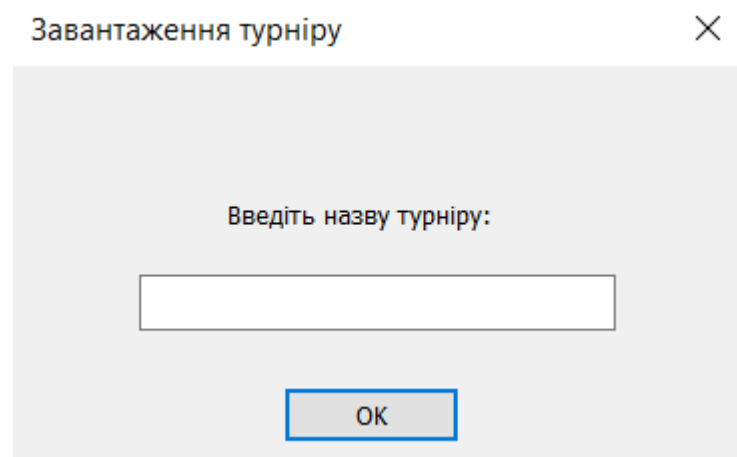 Завантаження турніру
Введіть назву турніру:
OK